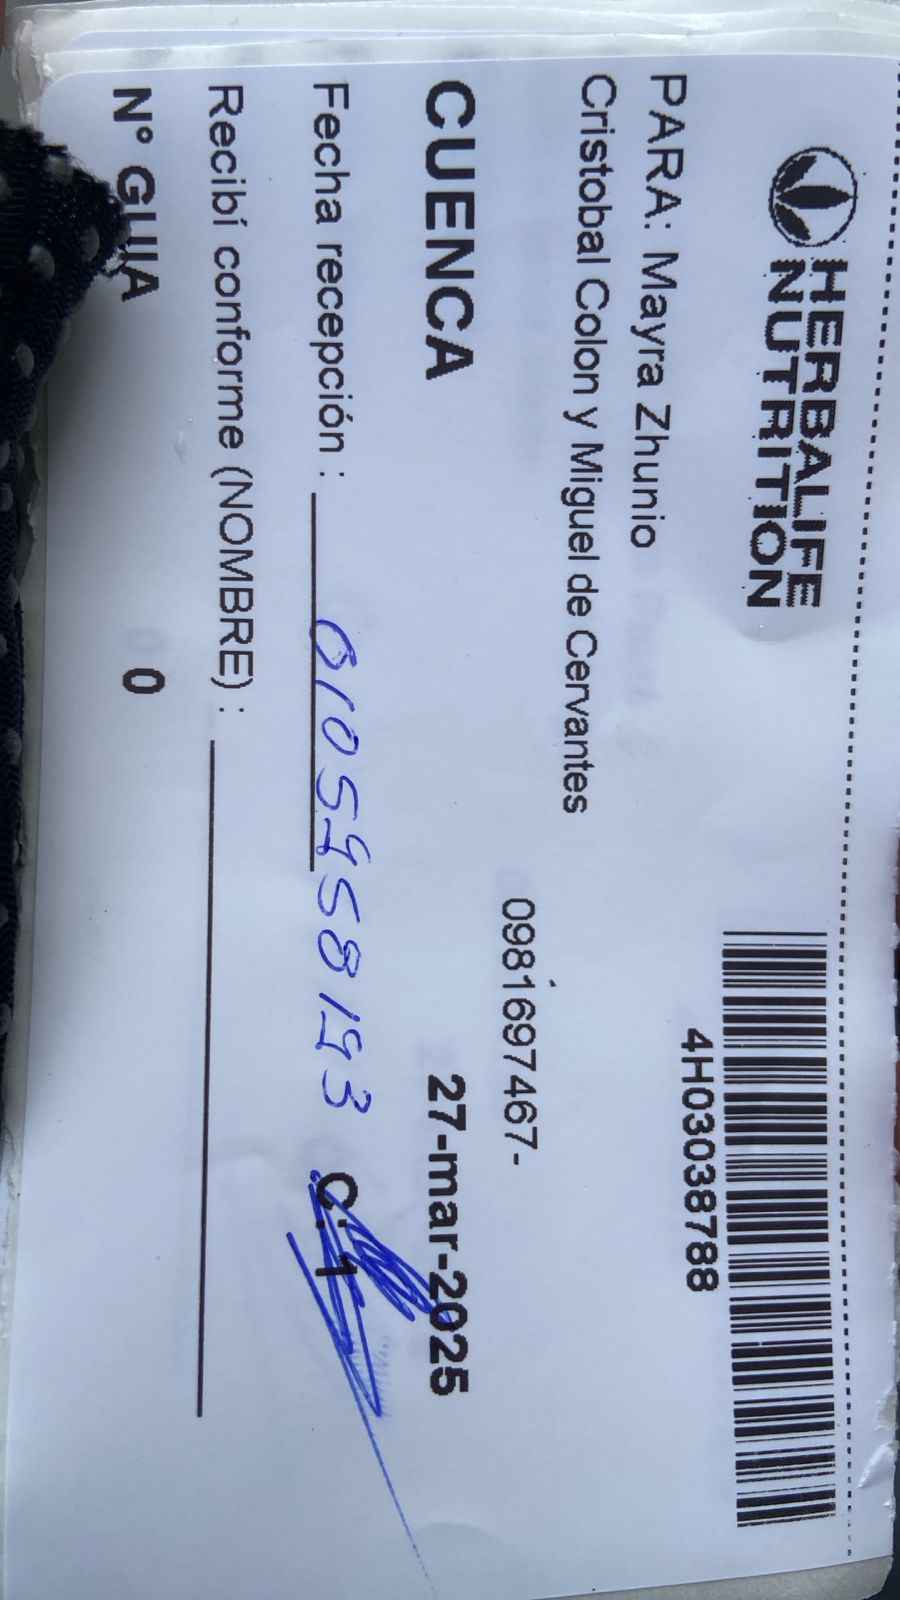 HERBALIFE
NUTRITION
4H03038788
PARA: Mayra Zhunio
Cristobal Colon y Miguel de Cervantes
0981697467-
CUENCA 27-mar-2025
Fecha recepción : C. 1
Recibí conforme (NOMBRE) :
N° GUIA 0